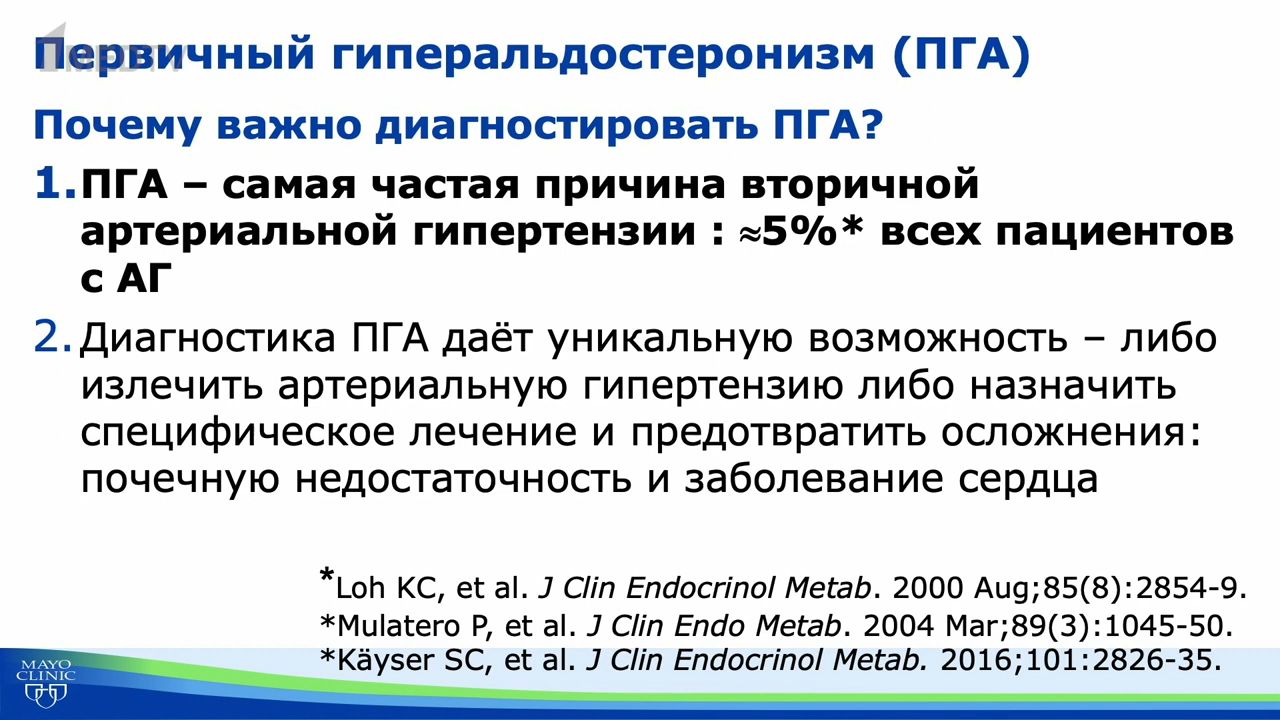 Первичный гиперальдостеронизм (ПГА)
1MEDTV
Почему важно диагностировать ПГА?
1. ПГА – самая частая причина вторичной
артериальной гипертензии : ≈5%* всех пациентов
с АГ
2. Диагностика ПГА даёт уникальную возможность – либо
излечить артериальную гипертензию либо назначить
специфическое лечение и предотвратить осложнения:
почечную недостаточность и заболевание сердца
*Loh KC, et al. J Clin Endocrinol Metab. 2000 Aug;85(8):2854-9.
*Mulatero P, et al. J Clin Endo Metab. 2004 Mar;89(3):1045-50.
*Käyser SC, et al. J Clin Endocrinol Metab. 2016;101:2826-35.
MAYO
CLINIC